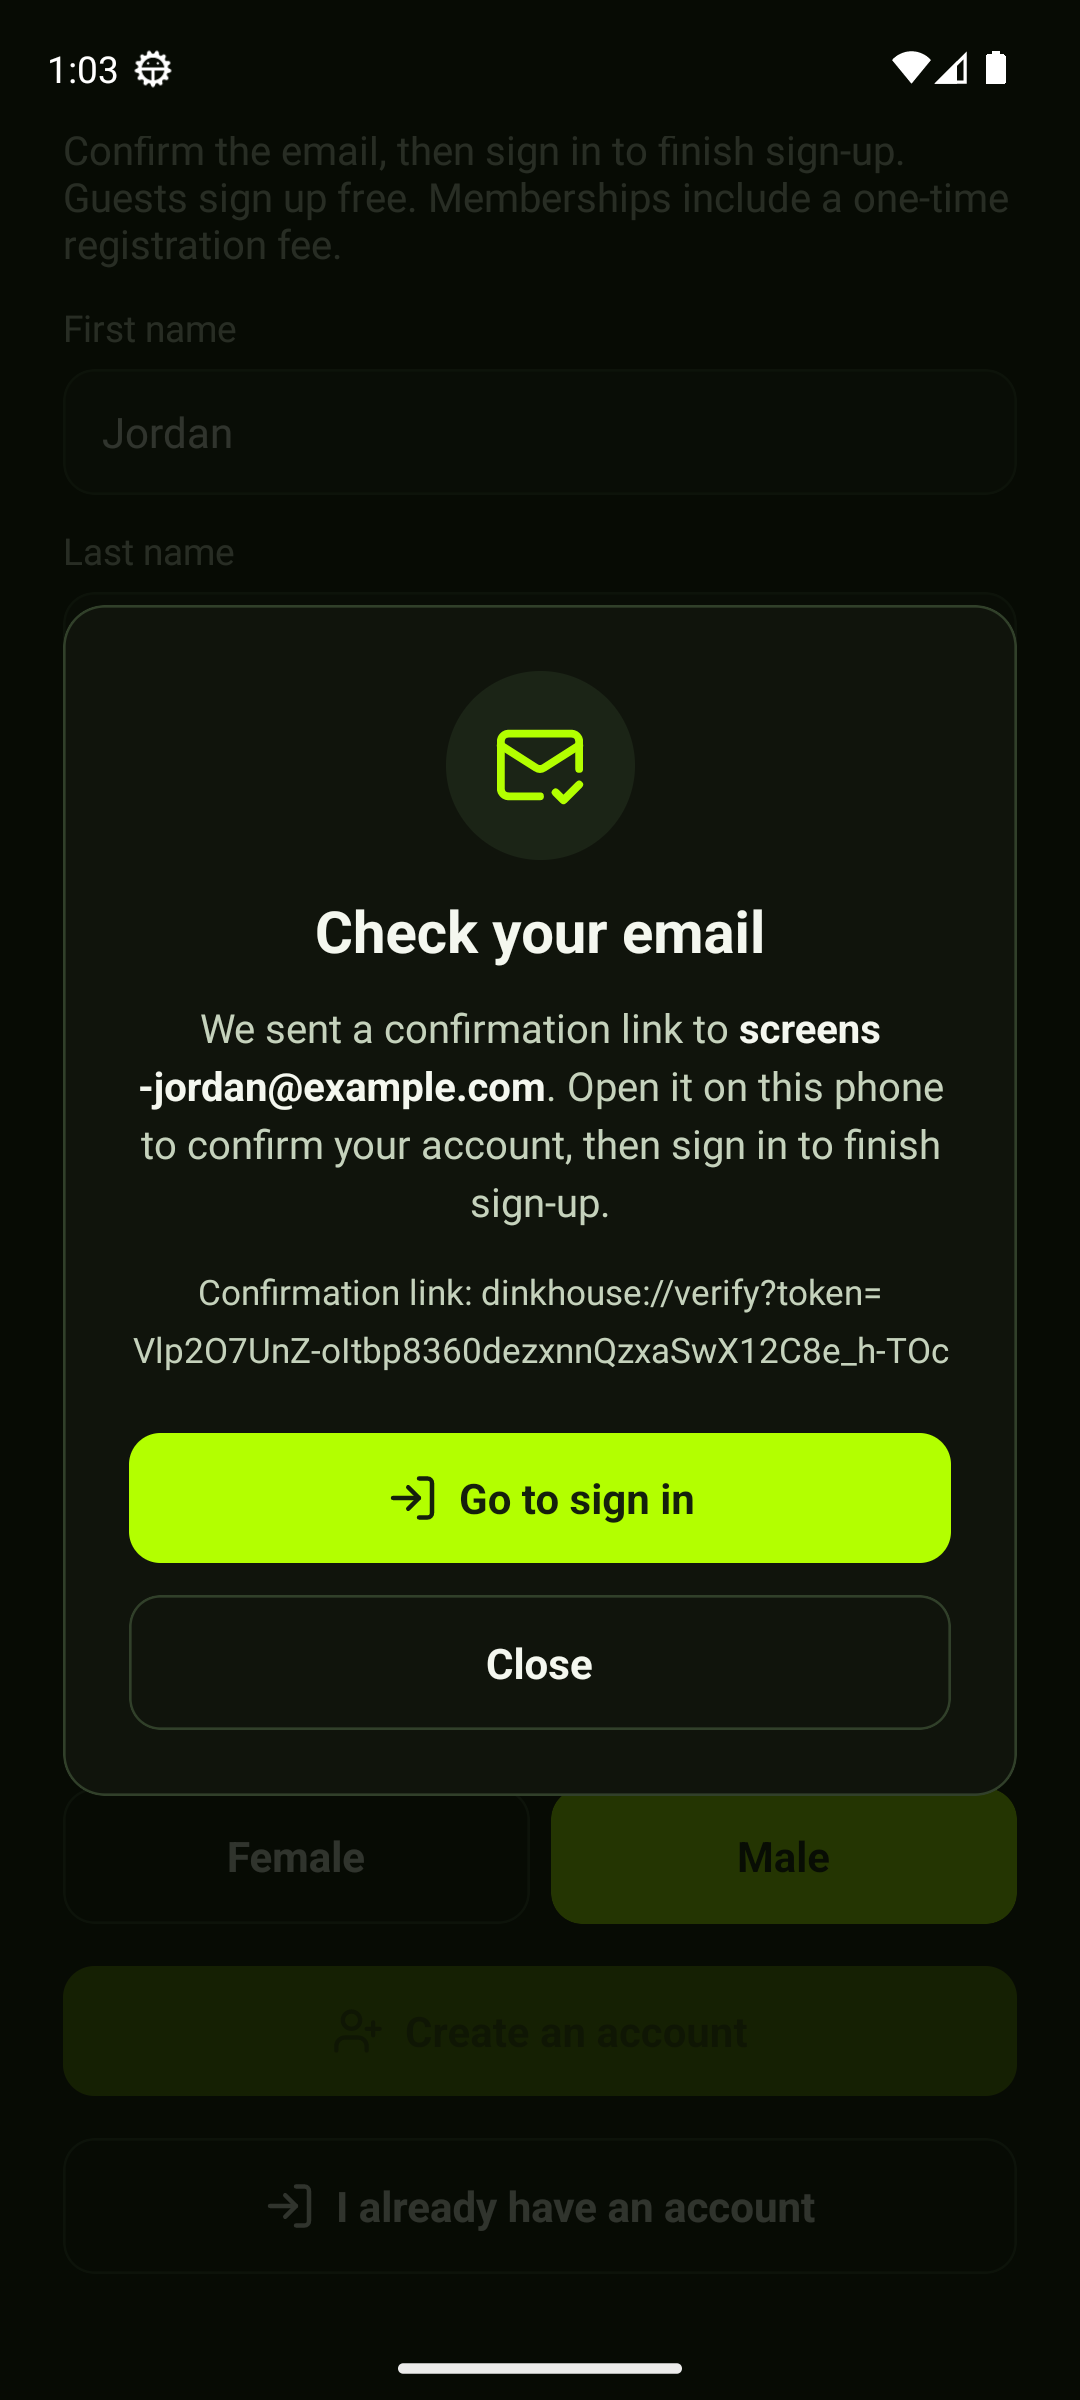 1:03
Confirm the email, then sign in to finish sign-up.
Guests sign up free. Memberships include a one-time
registration fee.
First name
Jordan
Last name
Check your email
We sent a confirmation link to screens
-jordan@example.com. Open it on this phone
to confirm your account, then sign in to finish
sign-up.
Confirmation link: dinkhouse://verify?token=
Vlp2O7UnZ-oItbp8360dezxnnQzxaSwX12C8e_h-TOc
Go to sign in
Close
Female
Male
Create an account
I already have an account